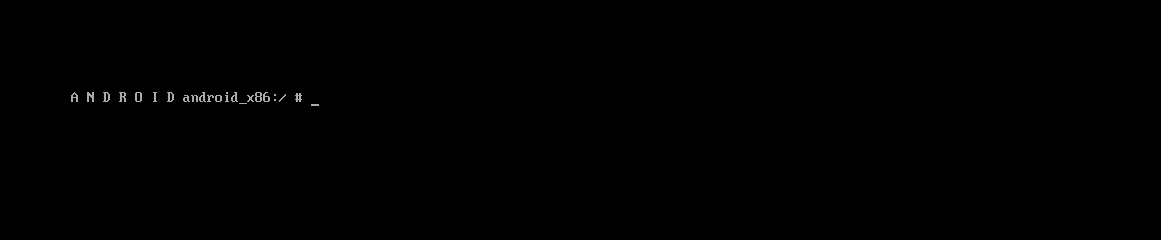 A N D R O I D android_x86:/ # _